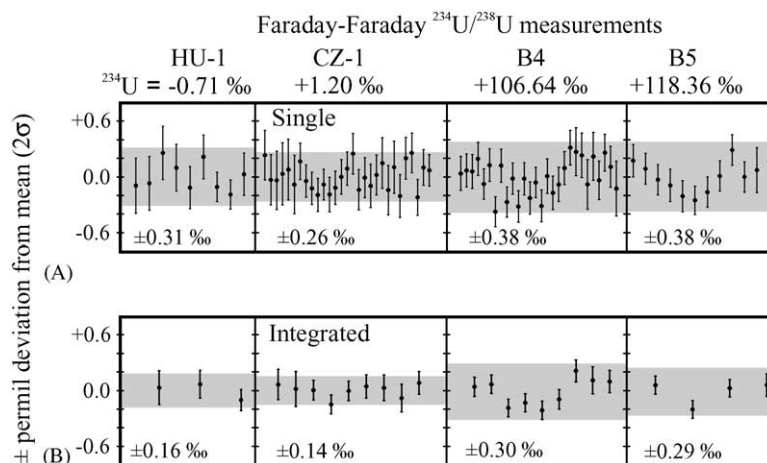 Faraday-Faraday ²³⁴U/²³⁸U measurements
HU-1 CZ-1 B4 B5
²³⁴U = -0.71 ‰ +1.20 ‰ +106.64 ‰ +118.36 ‰
± permil deviation from mean (2σ)
(A)
+0.6
0.0
-0.6
Single
±0.31 ‰ ±0.26 ‰ ±0.38 ‰ ±0.38 ‰
(B)
+0.6
0.0
-0.6
Integrated
±0.16 ‰ ±0.14 ‰ ±0.30 ‰ ±0.29 ‰